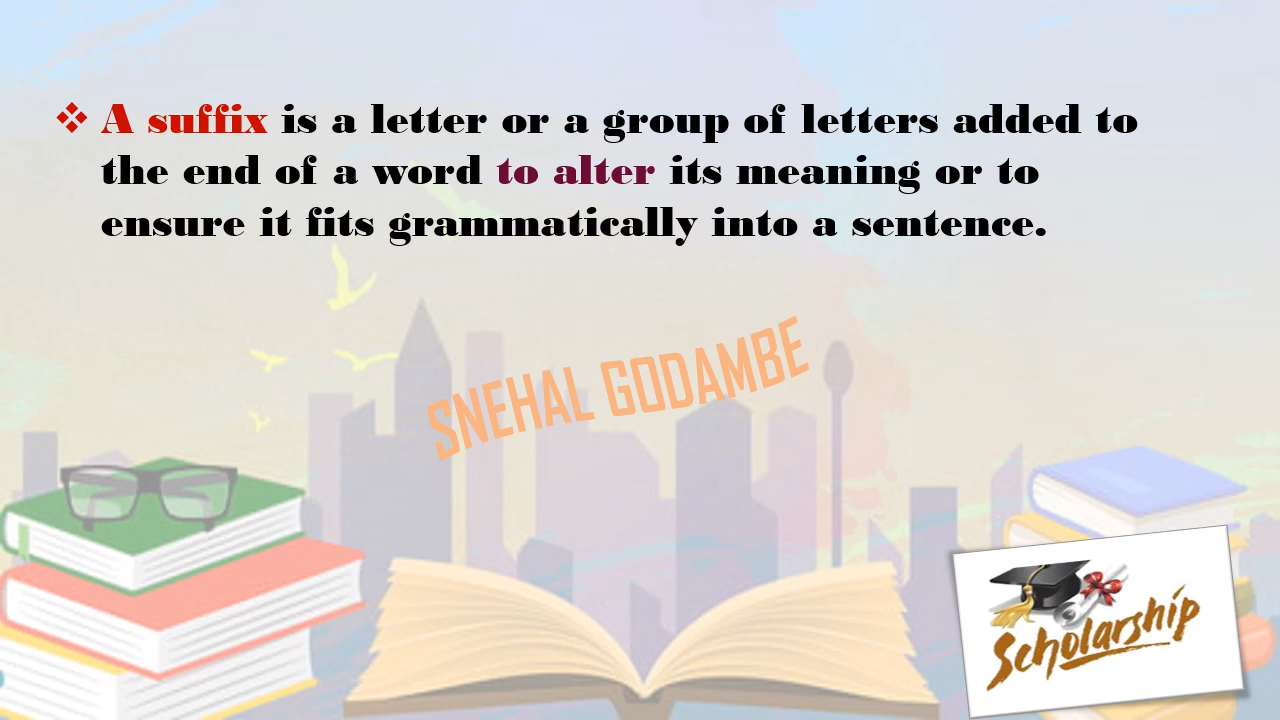 ❖ A suffix is a letter or a group of letters added to
the end of a word to alter its meaning or to
ensure it fits grammatically into a sentence.
SNEHAL GODAMBE
Scholarship